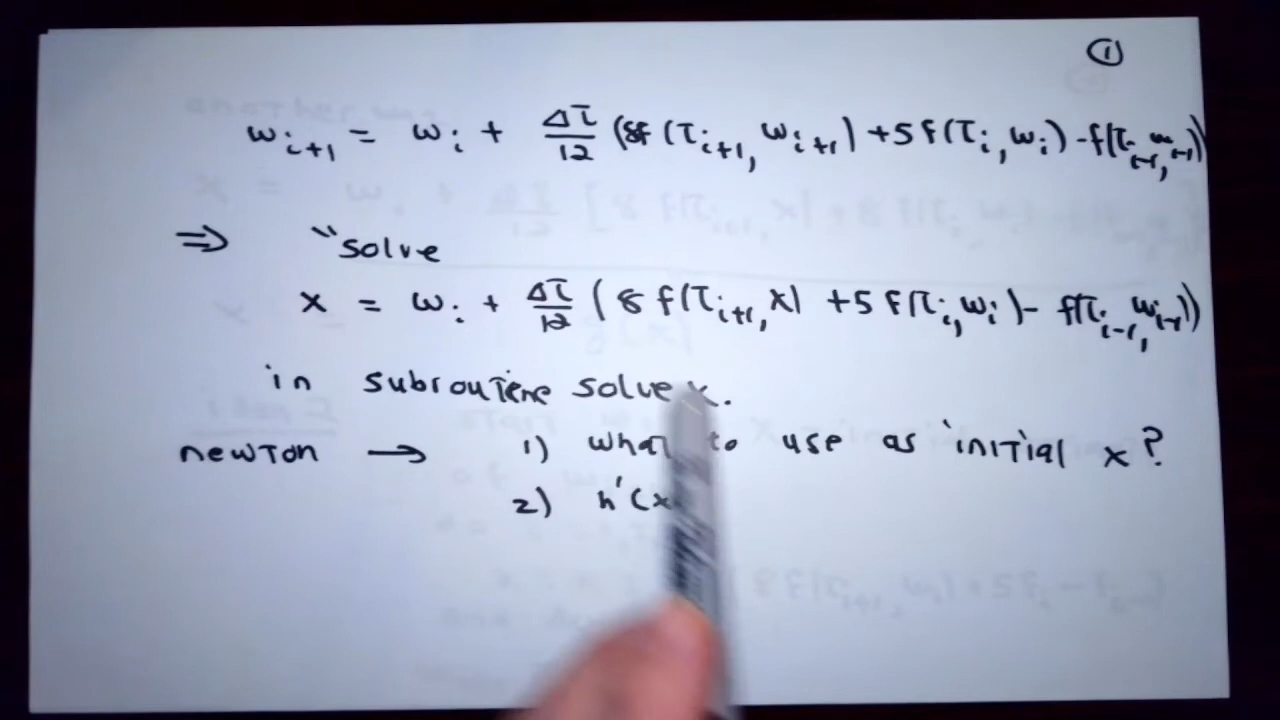 ①
w_{i+1} = w_i + Δτ/12 (8f(τ_{i+1}, w_{i+1}) + 5f(τ_i, w_i) - f(τ_{i-1}, w_{i-1}))
⇒ "solve
x = w_i + Δτ/12 (8 f(τ_{i+1}, x) + 5 f(τ_i, w_i) - f(τ_{i-1}, w_{i-1}))
in subroutine solve x.
newton → 1) what to use as initial x?
2) h'(x